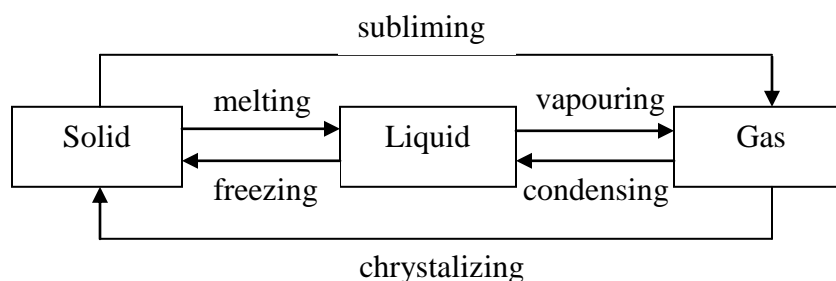 subliming
melting
vapouring
Solid
Liquid
Gas
freezing
condensing
chrystalizing